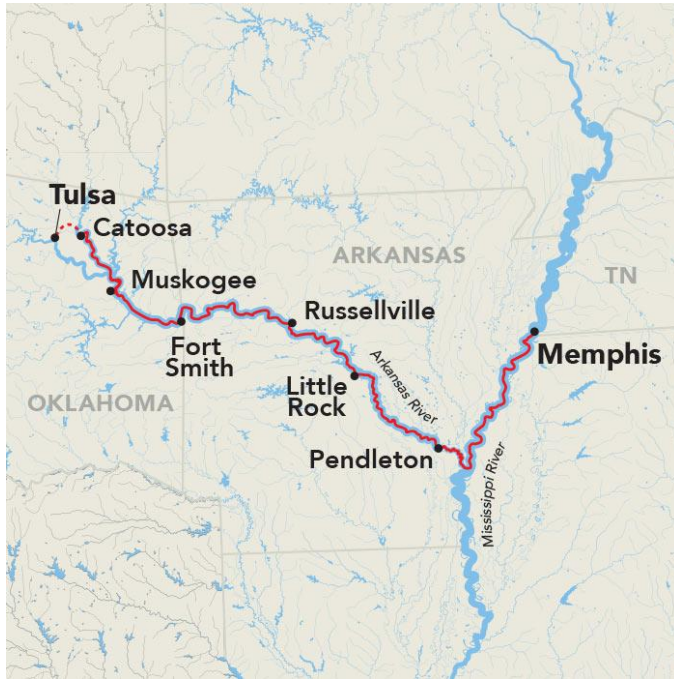 Tulsa
Catoosa
ARKANSAS
TN
Muskogee
Russellville
Fort
Smith
Memphis
Arkansas River
Little
Rock
OKLAHOMA
Pendleton
Mississippi River